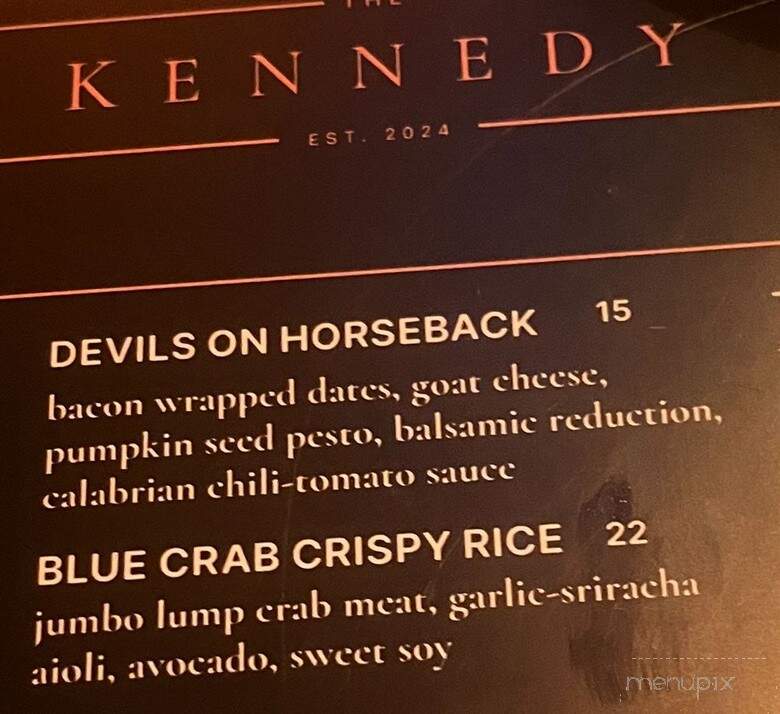 THE
KENNEDY
EST. 2024
DEVILS ON HORSEBACK 15
bacon wrapped dates, goat cheese,
pumpkin seed pesto, balsamic reduction,
calabrian chili-tomato sauce
BLUE CRAB CRISPY RICE 22
jumbo lump crab meat, garlic-sriracha
aioli, avocado, sweet soy
menupix